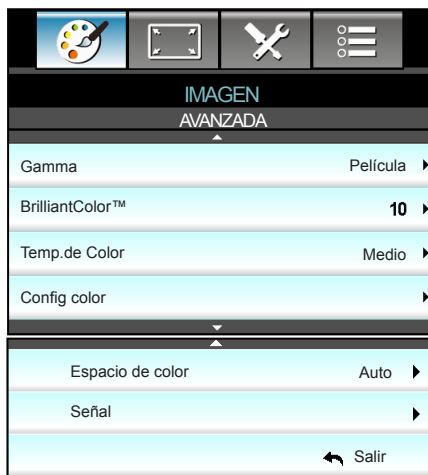 IMAGEN
AVANZADA
Gamma Película
BrilliantColor™ 10
Temp.de Color Medio
Config color
Espacio de color Auto
Señal
Salir